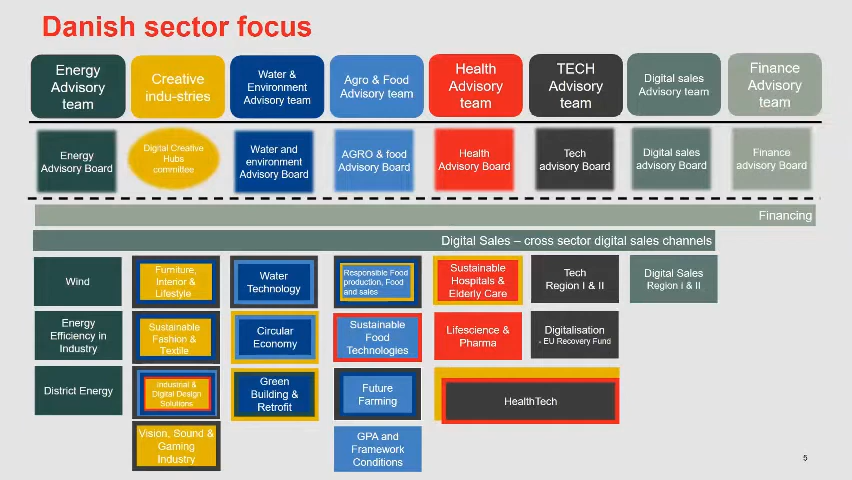 Danish sector focus
Energy
Advisory
team
Creative
indu-stries
Water &
Environment
Advisory team
Agro & Food
Advisory team
Health
Advisory
team
TECH
Advisory
team
Digital sales
Advisory team
Finance
Advisory
team
Energy
Advisory Board
Digital Creative
Hubs
committee
Water and
environment
Advisory Board
AGRO & food
Advisory Board
Health
Advisory Board
Tech
advisory Board
Digital sales
advisory Board
Finance
advisory Board
Financing
Digital Sales – cross sector digital sales channels
Wind
Furniture,
Interior &
Lifestyle
Water
Technology
Responsible Food
production, Food
and sales
Sustainable
Hospitals &
Elderly Care
Tech
Region I & II
Digital Sales
Region I & II
Energy
Efficiency in
Industry
Sustainable
Fashion &
Textile
Circular
Economy
Sustainable
Food
Technologies
Lifescience &
Pharma
Digitalisation
- EU Recovery Fund
District Energy
Industrial &
Digital Design
Solutions
Green
Building &
Retrofit
Future
Farming
HealthTech
Vision, Sound &
Gaming
Industry
GPA and
Framework
Conditions
5